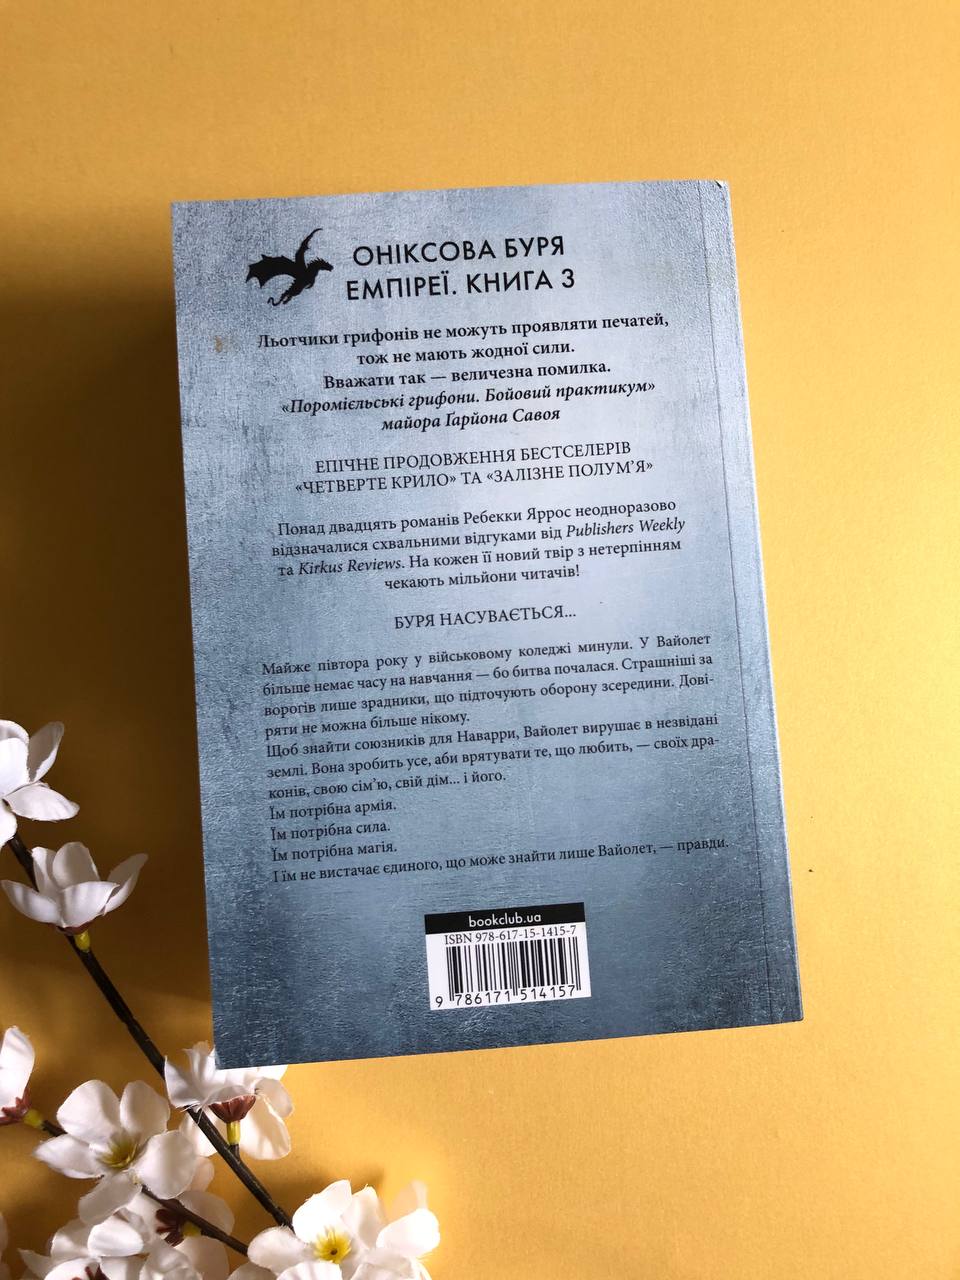 ОНІКСОВА БУРЯ
ЕМПІРЕЇ. КНИГА 3
Льотчики грифонів не можуть проявляти печатей,
тож не мають жодної сили.
Вважати так — величезна помилка.
«Поромієльські грифони. Бойовий практикум»
майора Ґарйона Савоя
ЕПІЧНЕ ПРОДОВЖЕННЯ БЕСТСЕЛЕРІВ
«ЧЕТВЕРТЕ КРИЛО» ТА «ЗАЛІЗНЕ ПОЛУМ’Я»
Понад двадцять романів Ребекки Яррос неодноразово
відзначалися схвальними відгуками від Publishers Weekly
та Kirkus Reviews. На кожен її новий твір з нетерпінням
чекають мільйони читачів!
БУРЯ НАСУВАЄТЬСЯ...
Майже півтора року у військовому коледжі минули. У Вайолет
більше немає часу на навчання — бо битва почалася. Страшніші за
ворогів лише зрадники, що підточують оборону зсередини. Дові-
ряти не можна більше нікому.
Щоб знайти союзників для Наварри, Вайолет вирушає в незвідані
землі. Вона зробить усе, аби врятувати те, що любить, — своїх дра-
конів, свою сім’ю, свій дім... і його.
Їм потрібна армія.
Їм потрібна сила.
Їм потрібна магія.
І їм не вистачає єдиного, що може знайти лише Вайолет, — правди.
bookclub.ua
ISBN 978-617-15-1415-7
9 786171 514157